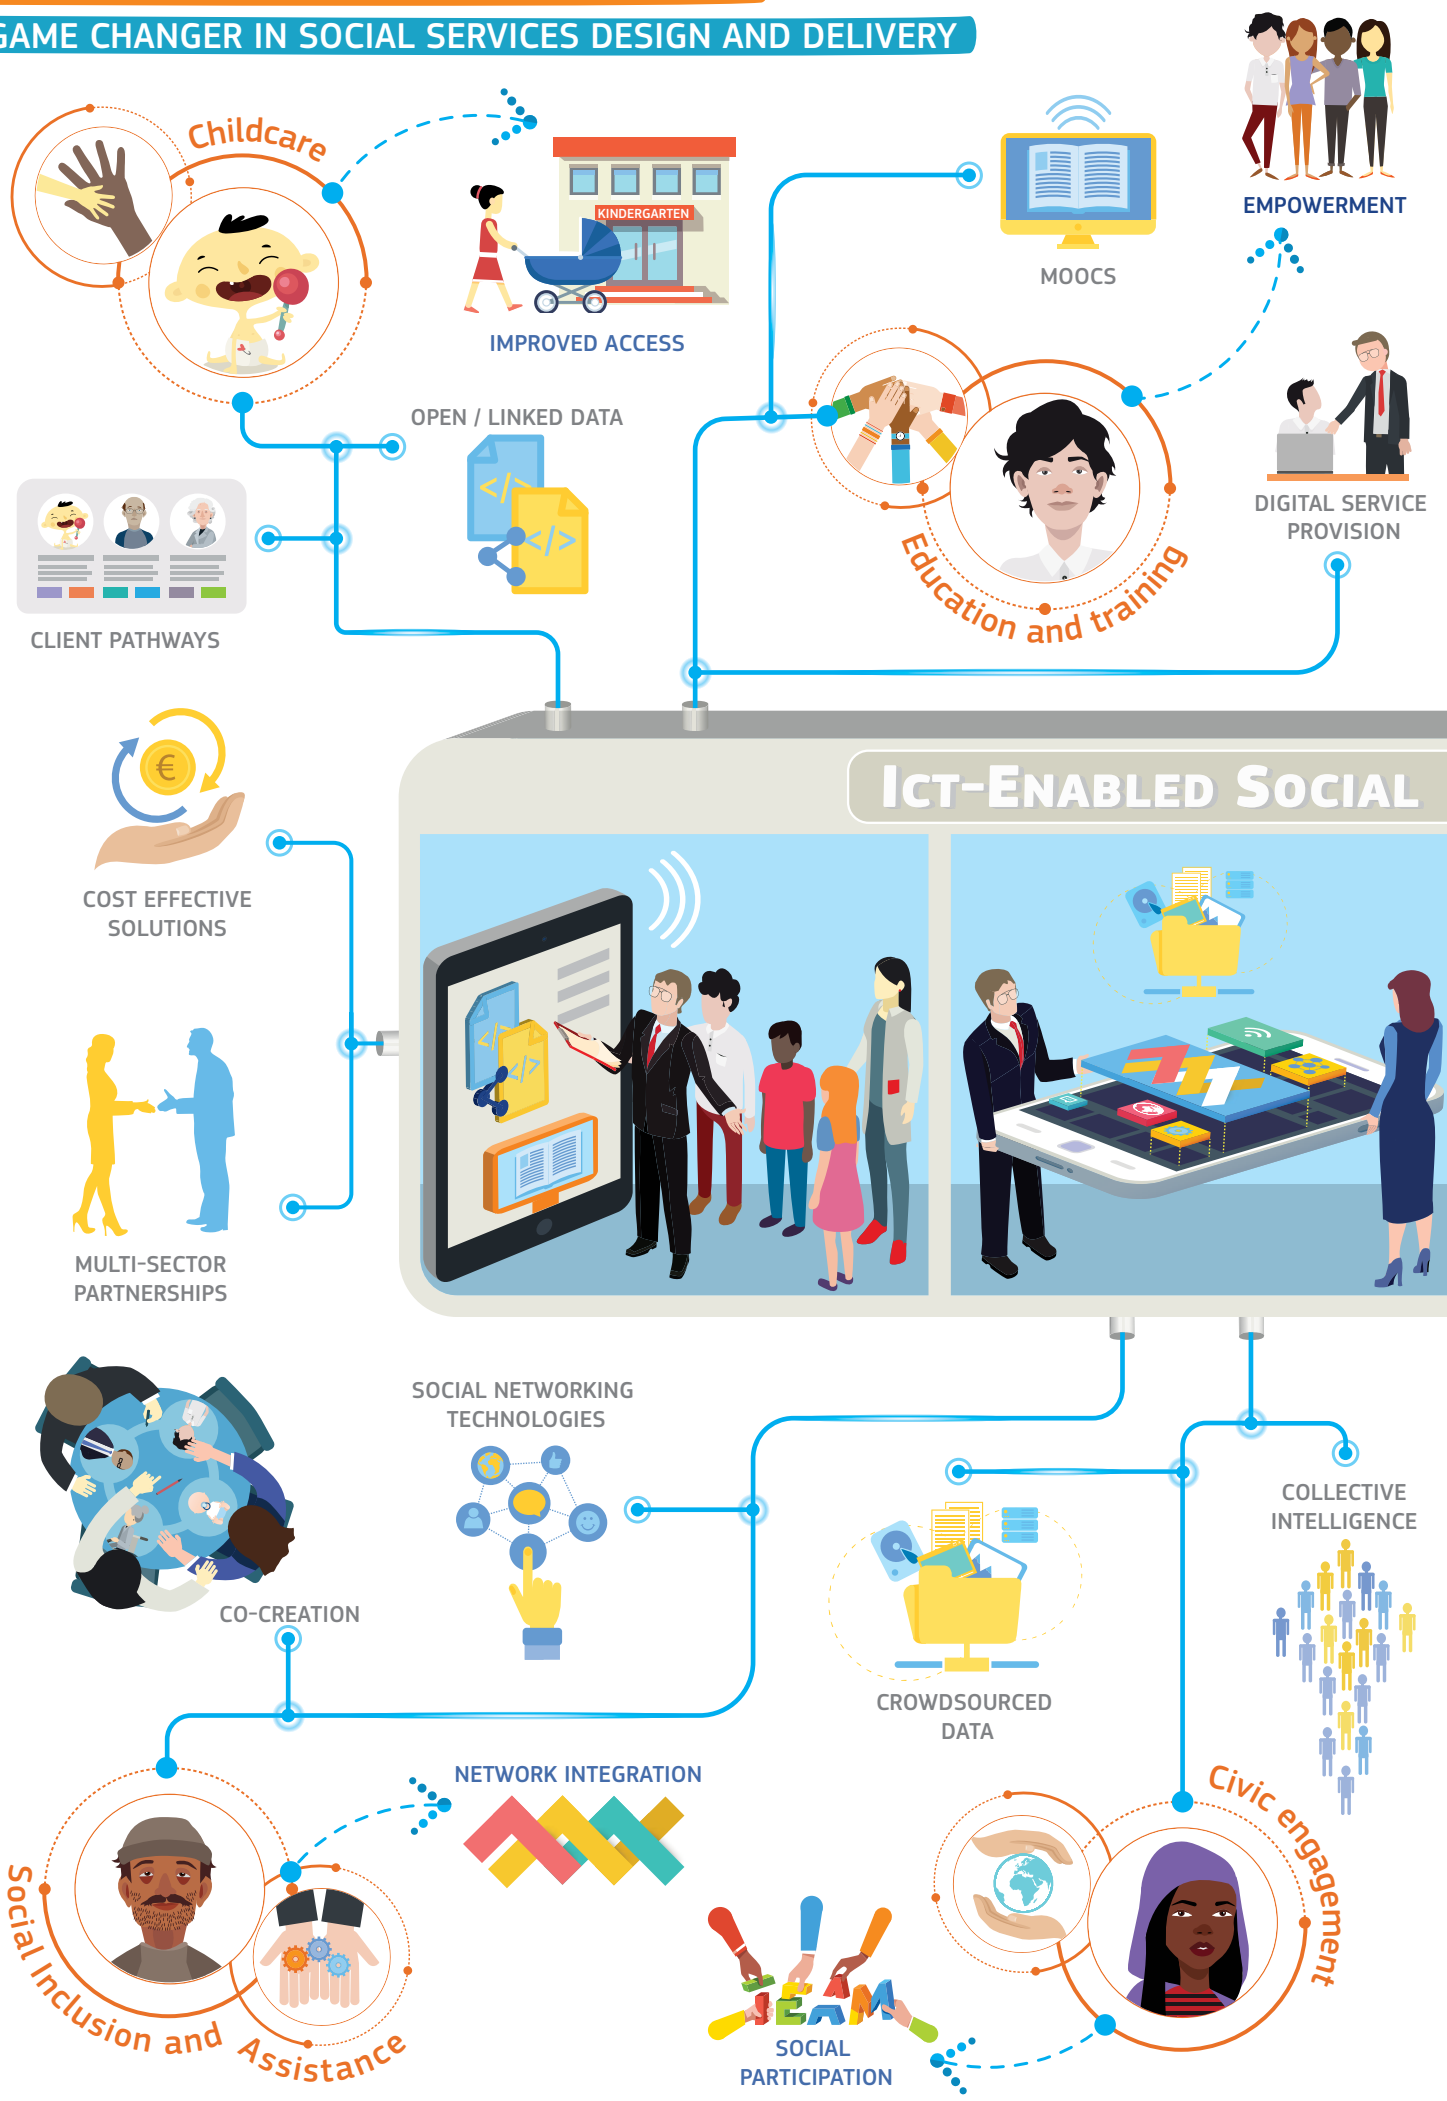 GAME CHANGER IN SOCIAL SERVICES DESIGN AND DELIVERY
Childcare
KINDERGARTEN
IMPROVED ACCESS
MOOCS
EMPOWERMENT
OPEN / LINKED DATA
</>
</>
CLIENT PATHWAYS
Education and training
DIGITAL SERVICE
PROVISION
€
COST EFFECTIVE
SOLUTIONS
ICT-ENABLED SOCIAL
</>
</>
MULTI-SECTOR
PARTNERSHIPS
SOCIAL NETWORKING
TECHNOLOGIES
CO-CREATION
CROWDSOURCED
DATA
COLLECTIVE
INTELLIGENCE
NETWORK INTEGRATION
Social Inclusion and Assistance
Civic engagement
TEAM
SOCIAL
PARTICIPATION